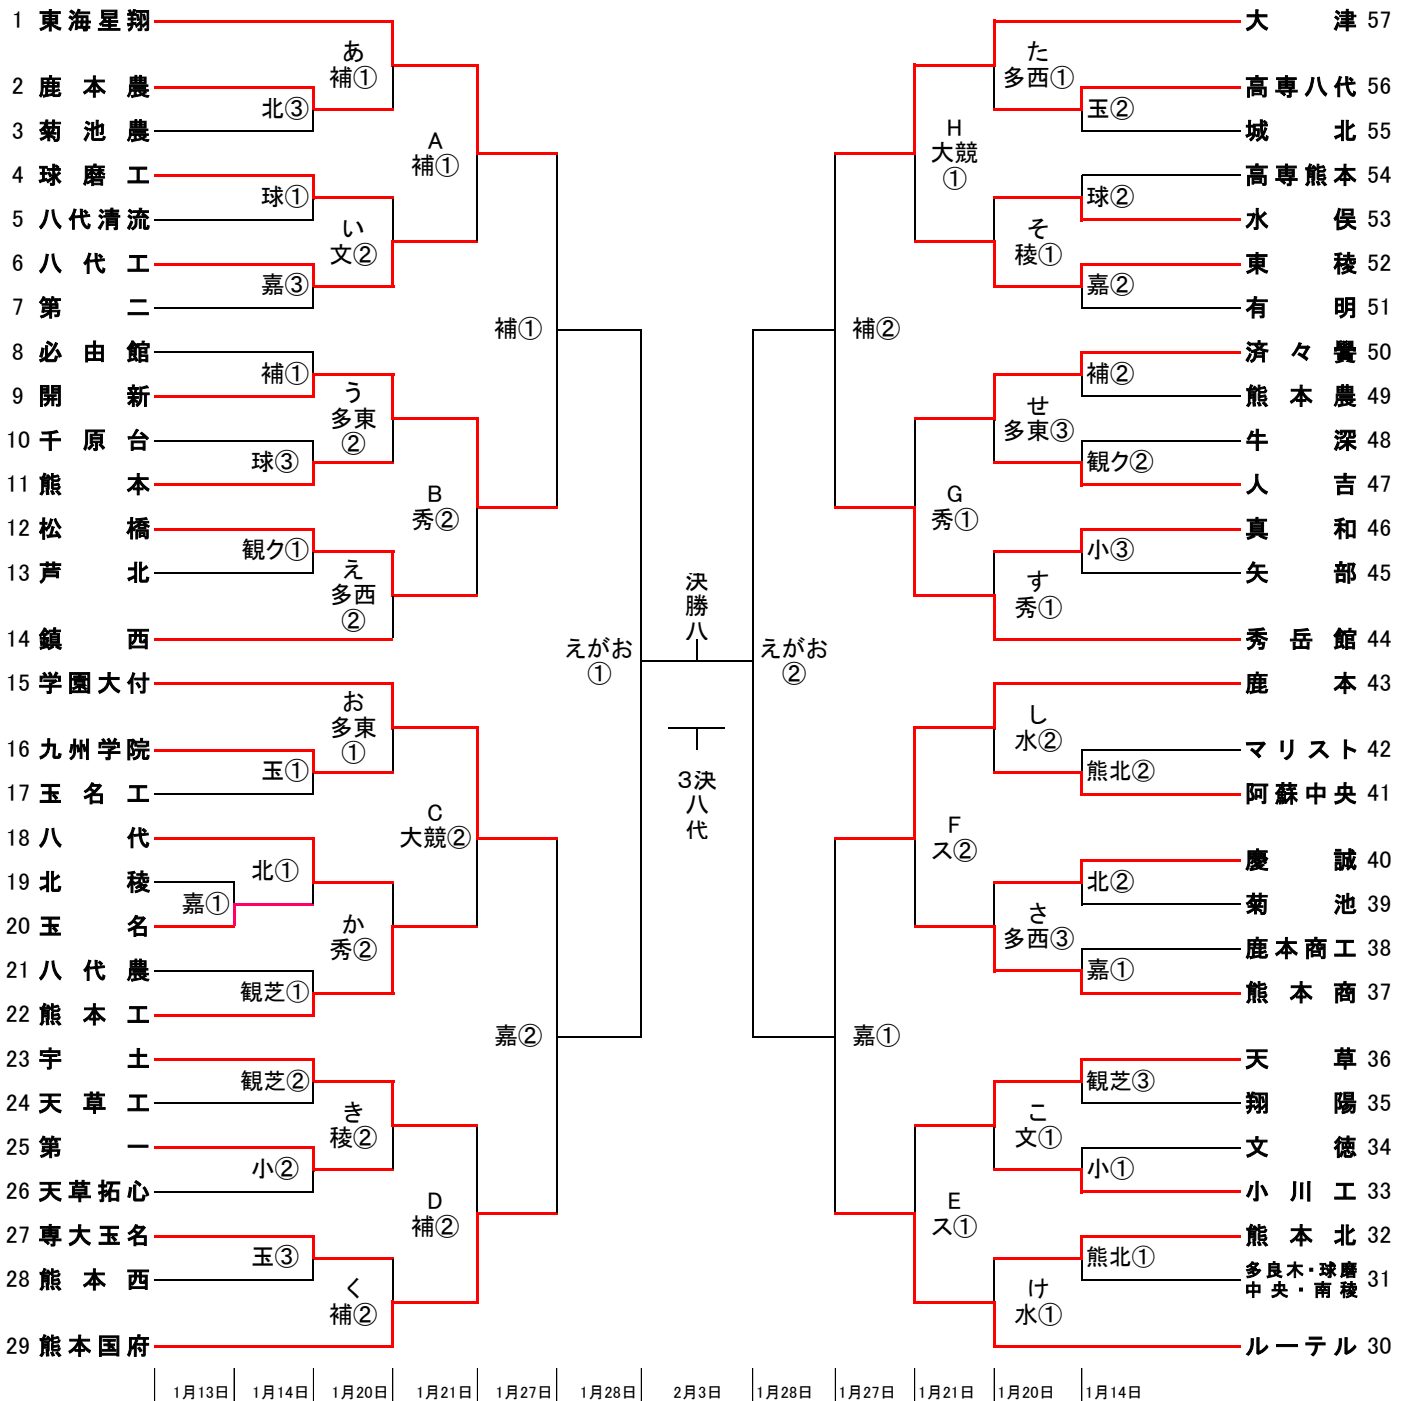 1 東海星翔
2 鹿本農
3 菊池農
4 球磨工
5 八代清流
6 八代工
7 第二
8 必由館
9 開新
10 千原台
11 熊本
12 松橋
13 芦北
14 鎮西
15 学園大付
16 九州学院
17 玉名工
18 八代
19 北稜
20 玉名
21 八代農
22 熊本工
23 宇土
24 天草工
25 第一
26 天草拓心
27 専大玉名
28 熊本西
29 熊本国府
嘉①
北③
球①
嘉③
補①
球③
観ク①
玉①
北①
観芝①
観芝②
小②
玉③
あ
補①
い
文②
う
多東
②
え
多西
②
お
多東
①
か
秀②
き
稜②
く
補②
A
補①
B
秀②
C
大競②
D
補②
補①
嘉②
えがお
①
決
勝
八
3決
八
代
えがお
②
補②
嘉①
H
大競
①
G
秀①
F
ス②
E
ス①
た
多西①
そ
稜①
せ
多東③
す
秀①
し
水②
さ
多西③
こ
文①
け
水①
玉②
球②
嘉②
補②
観ク②
小③
熊北②
北②
嘉①
観芝③
小①
熊北①
大津 57
高専八代 56
城北 55
高専熊本 54
水俣 53
東稜 52
有明 51
済々黌 50
熊本農 49
牛深 48
人吉 47
真和 46
矢部 45
秀岳館 44
鹿本 43
マリスト 42
阿蘇中央 41
慶誠 40
菊池 39
鹿本商工 38
熊本商 37
天草 36
翔陽 35
文徳 34
小川工 33
熊本北 32
多良木・球磨
中央・南稜 31
ルーテル 30
1月13日 1月14日 1月20日 1月21日 1月27日 1月28日 2月3日 1月28日 1月27日 1月21日 1月20日 1月14日